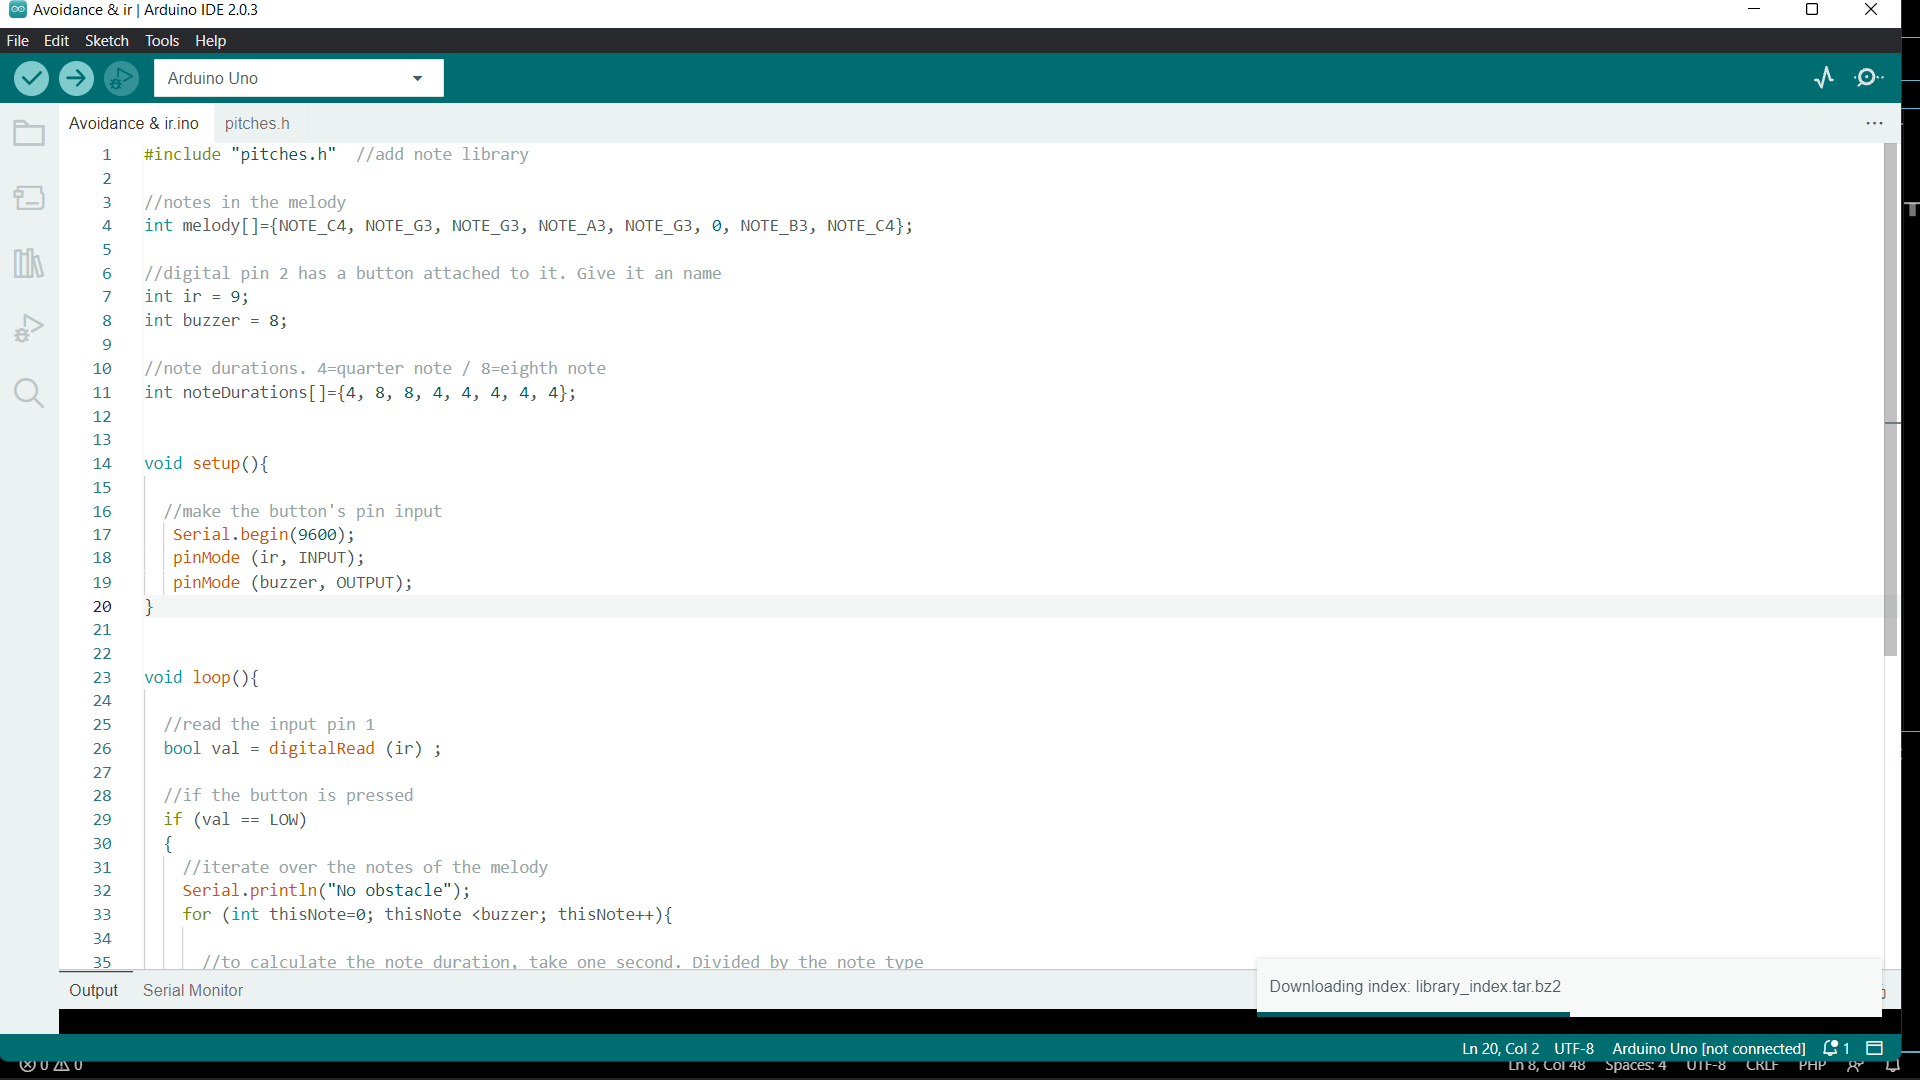 Avoidance & ir | Arduino IDE 2.0.3
File Edit Sketch Tools Help
Arduino Uno
Avoidance & ir.ino pitches.h
1 #include "pitches.h"  //add note library
2
3 //notes in the melody
4 int melody[]={NOTE_C4, NOTE_G3, NOTE_G3, NOTE_A3, NOTE_G3, 0, NOTE_B3, NOTE_C4};
5
6 //digital pin 2 has a button attached to it. Give it an name
7 int ir = 9;
8 int buzzer = 8;
9
10 //note durations. 4=quarter note / 8=eighth note
11 int noteDurations[]={4, 8, 8, 4, 4, 4, 4, 4};
12
13
14 void setup(){
15
16 //make the button's pin input
17 Serial.begin(9600);
18 pinMode (ir, INPUT);
19 pinMode (buzzer, OUTPUT);
20 }
21
22
23 void loop(){
24
25 //read the input pin 1
26 bool val = digitalRead (ir) ;
27
28 //if the button is pressed
29 if (val == LOW)
30 {
31 //iterate over the notes of the melody
32 Serial.println("No obstacle");
33 for (int thisNote=0; thisNote <buzzer; thisNote++){
34
35 //to calculate the note duration, take one second. Divided by the note type
Output Serial Monitor
Downloading index: library_index.tar.bz2
Ln 20, Col 2 UTF-8 Arduino Uno [not connected] 1
0 0 Ln 8, Col 48 Spaces: 4 UTF-8 CRLF PHP
T